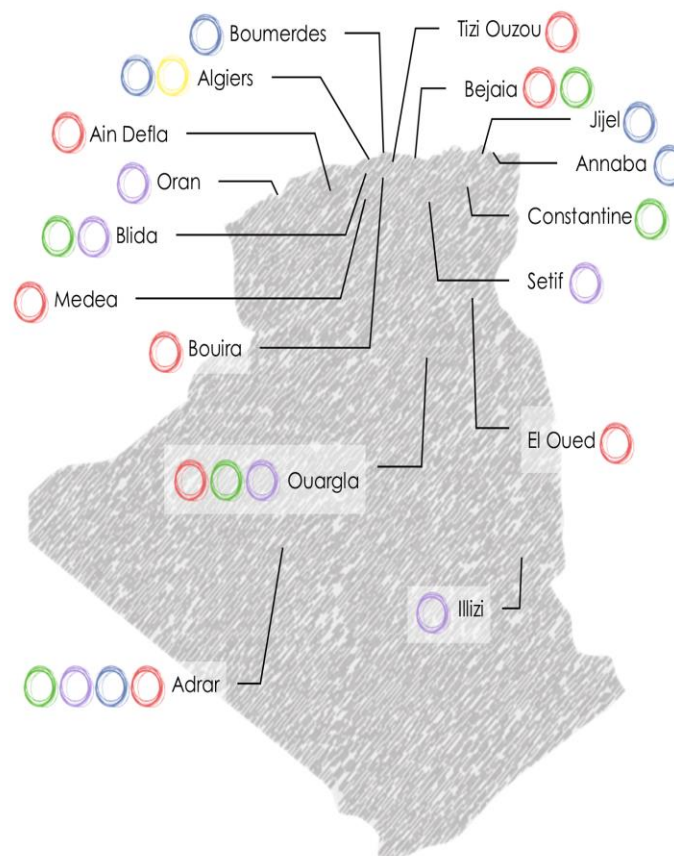 Boumerdes
Tizi Ouzou
Algiers
Bejaia
Jijel
Ain Defla
Annaba
Oran
Constantine
Blida
Setif
Medea
Bouira
El Oued
Ouargla
Illizi
Adrar